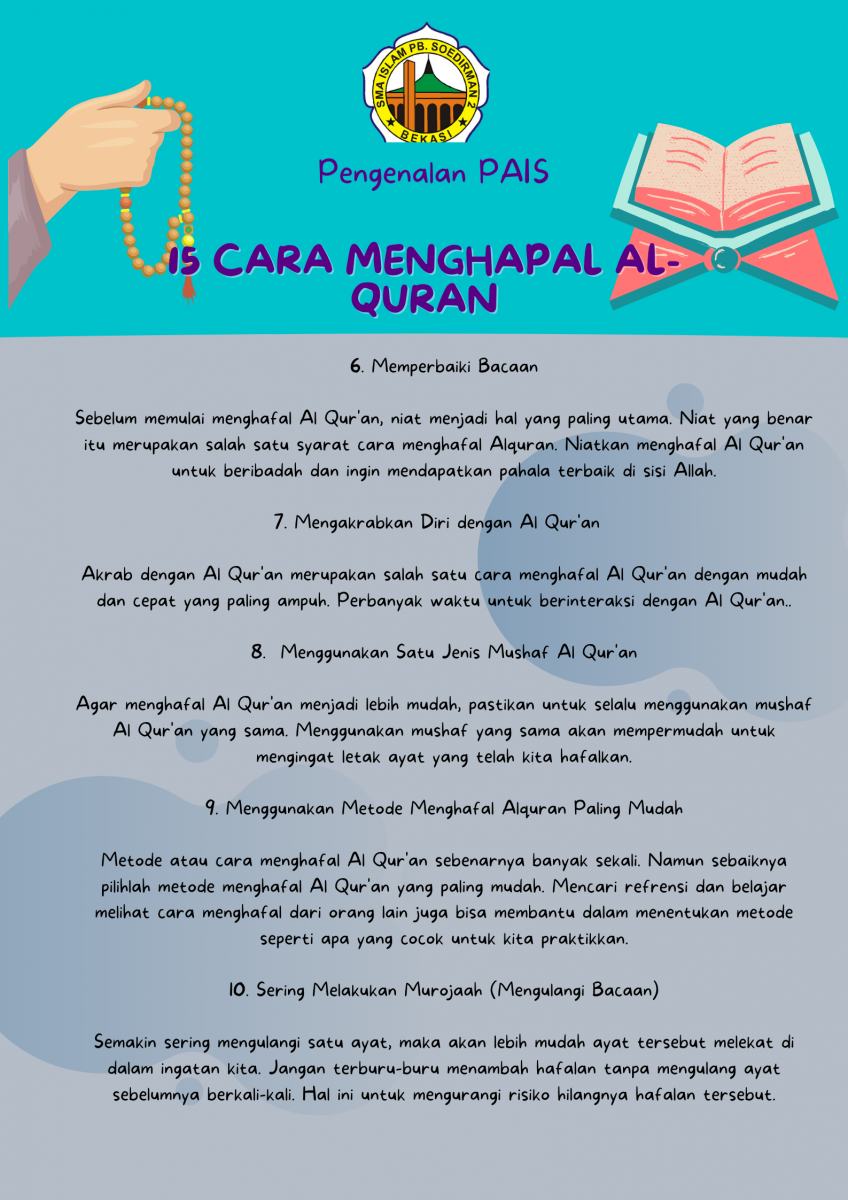 SMA ISLAM PB. SOEDIRMAN 2
BEKASI
Pengenalan PAIS
15 CARA MENGHAPAL AL-
QURAN
6. Memperbaiki Bacaan
Sebelum memulai menghafal Al Qur'an, niat menjadi hal yang paling utama. Niat yang benar
itu merupakan salah satu syarat cara menghafal Alquran. Niatkan menghafal Al Qur'an
untuk beribadah dan ingin mendapatkan pahala terbaik di sisi Allah.
7. Mengakrabkan Diri dengan Al Qur'an
Akrab dengan Al Qur'an merupakan salah satu cara menghafal Al Qur'an dengan mudah
dan cepat yang paling ampuh. Perbanyak waktu untuk berinteraksi dengan Al Qur'an..
8. Menggunakan Satu Jenis Mushaf Al Qur'an
Agar menghafal Al Qur'an menjadi lebih mudah, pastikan untuk selalu menggunakan mushaf
Al Qur'an yang sama. Menggunakan mushaf yang sama akan mempermudah untuk
mengingat letak ayat yang telah kita hafalkan.
9. Menggunakan Metode Menghafal Alquran Paling Mudah
Metode atau cara menghafal Al Qur'an sebenarnya banyak sekali. Namun sebaiknya
pilihlah metode menghafal Al Qur'an yang paling mudah. Mencari refrensi dan belajar
melihat cara menghafal dari orang lain juga bisa membantu dalam menentukan metode
seperti apa yang cocok untuk kita praktikkan.
10. Sering Melakukan Murojaah (Mengulangi Bacaan)
Semakin sering mengulangi satu ayat, maka akan lebih mudah ayat tersebut melekat di
dalam ingatan kita. Jangan terburu-buru menambah hafalan tanpa mengulang ayat
sebelumnya berkali-kali. Hal ini untuk mengurangi risiko hilangnya hafalan tersebut.